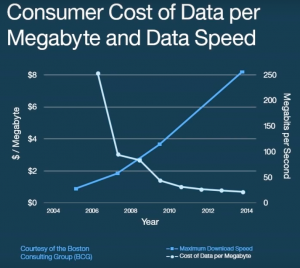 Consumer Cost of Data per
Megabyte and Data Speed
$8
$6
$4
$2
$0
$ / Megabyte
250
200
150
100
50
0
Megabits per Second
2004 2006 2008 2010 2012 2014
Year
Courtesy of the Boston
Consulting Group (BCG)
Maximum Download Speed
Cost of Data per Megabyte